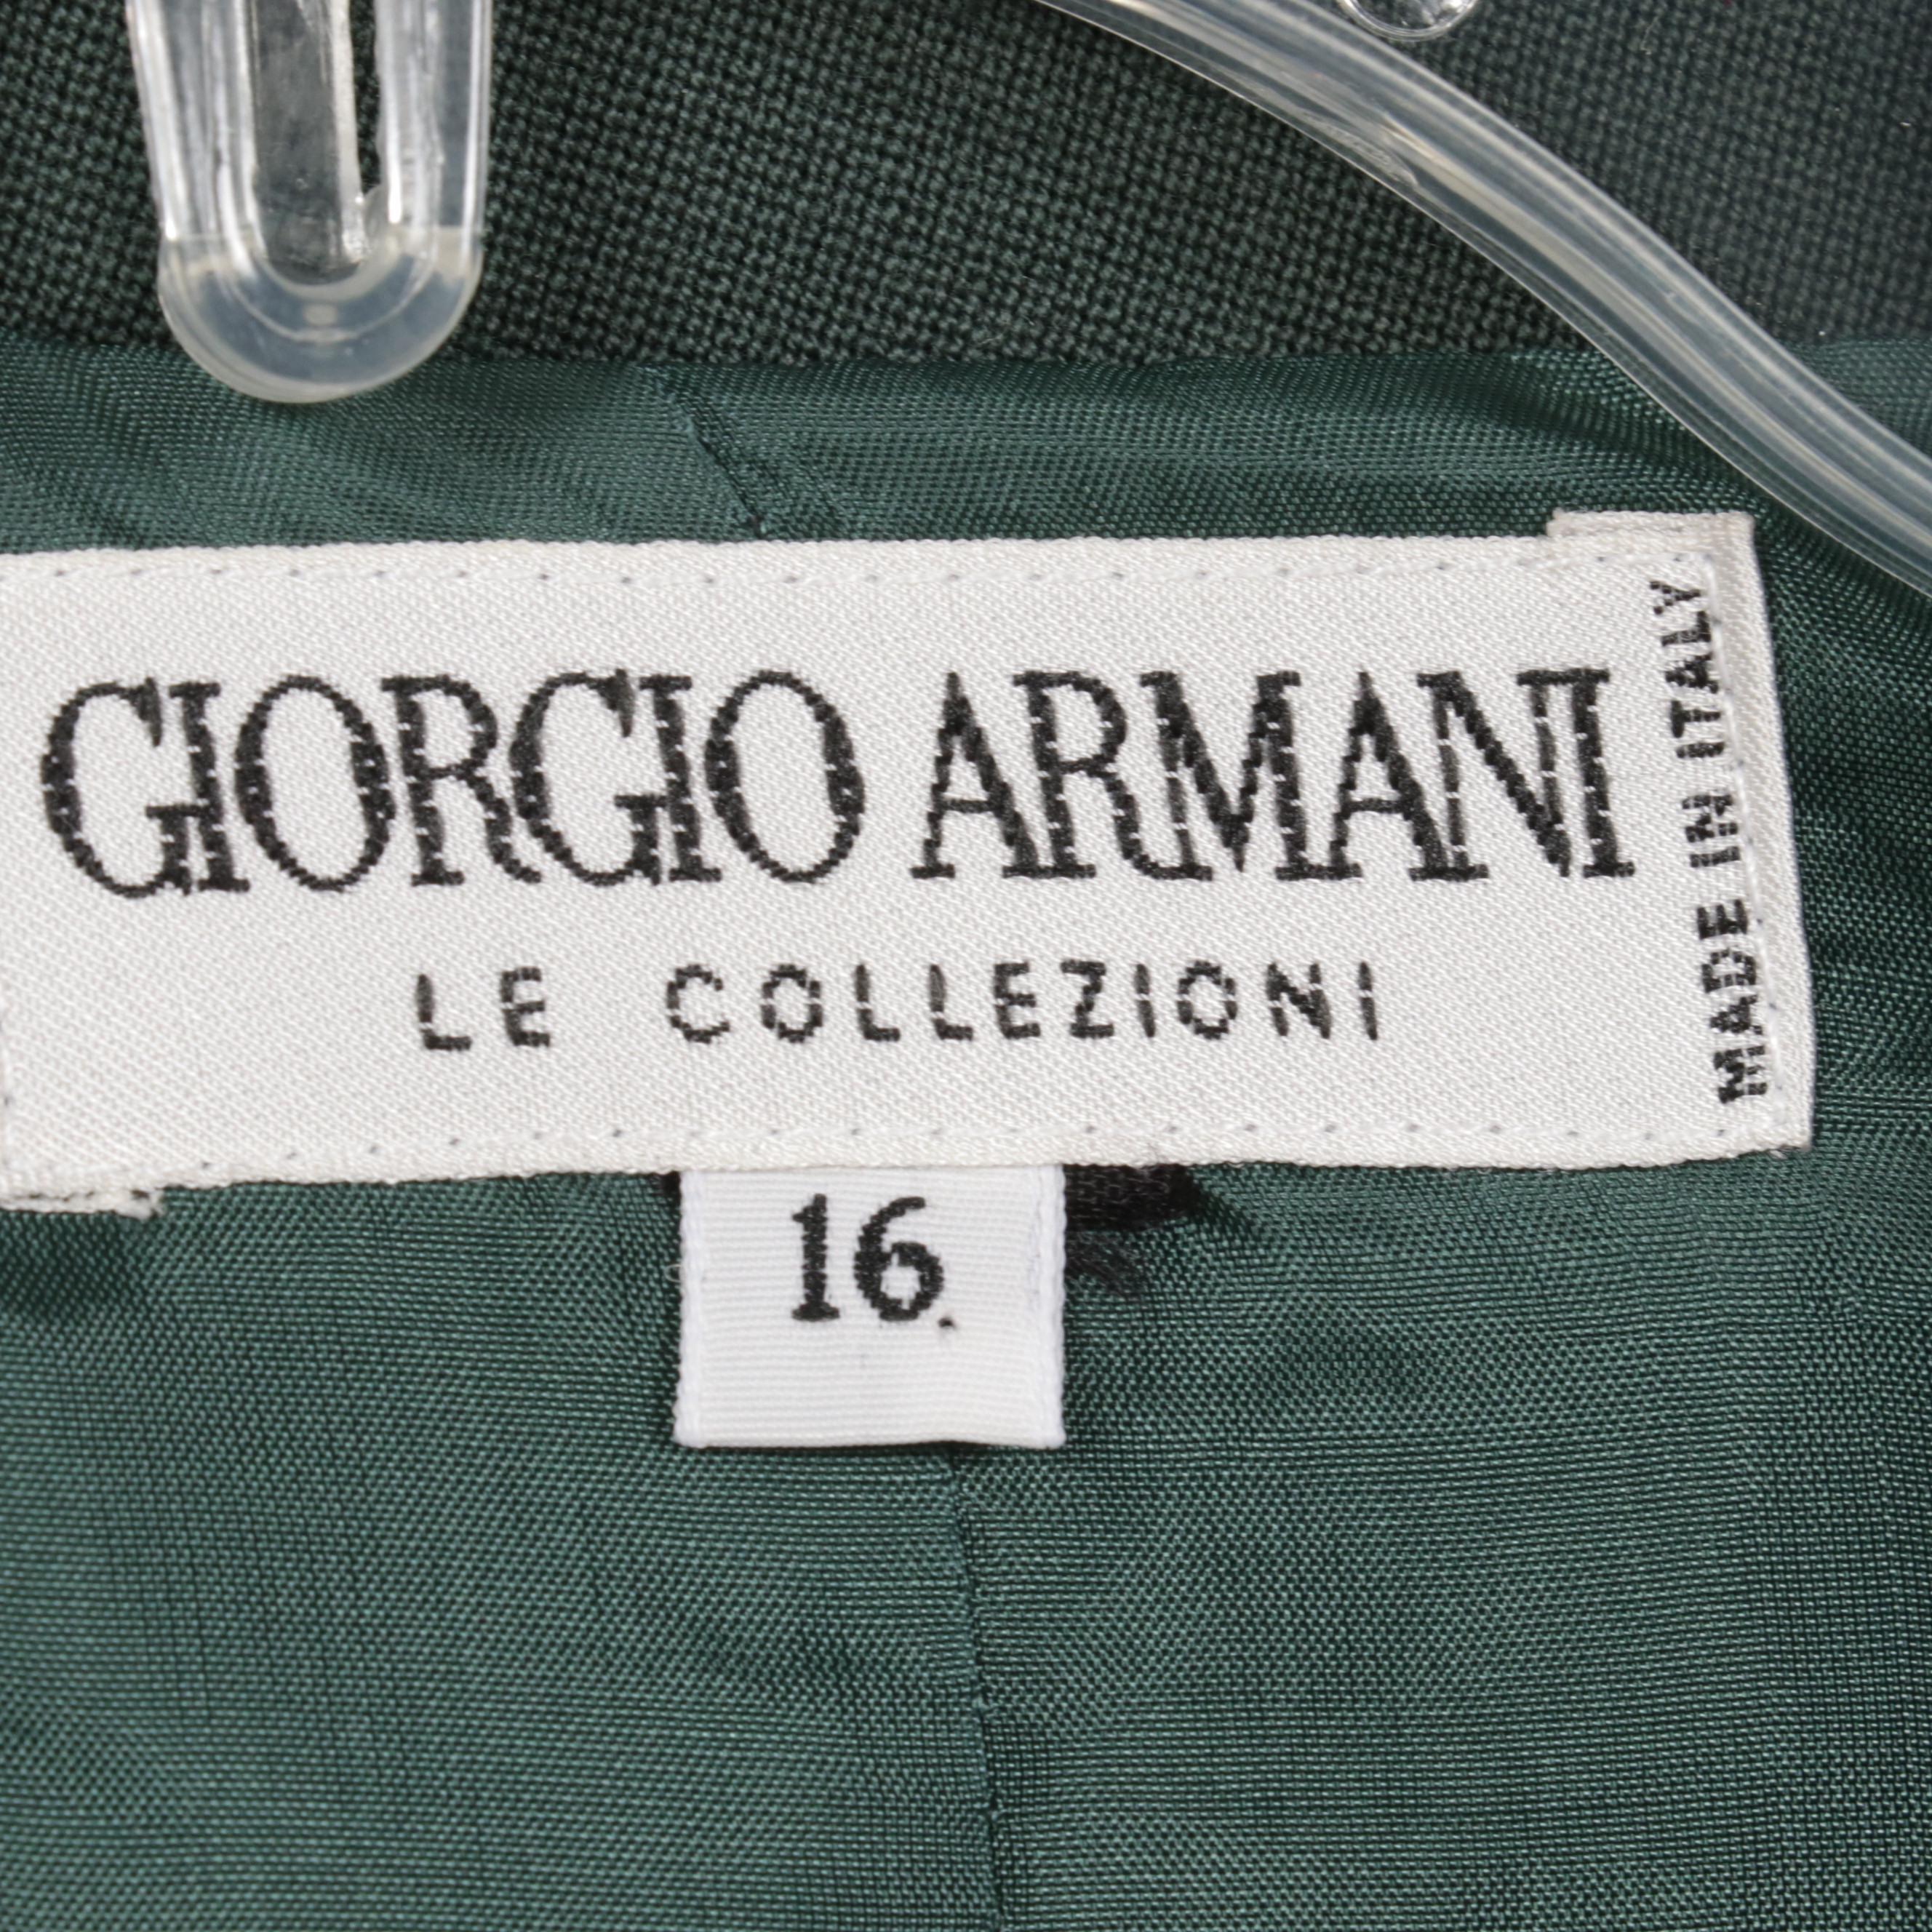 GIORGIO ARMANI
LE COLLEZIONI
MADE IN ITALY
16